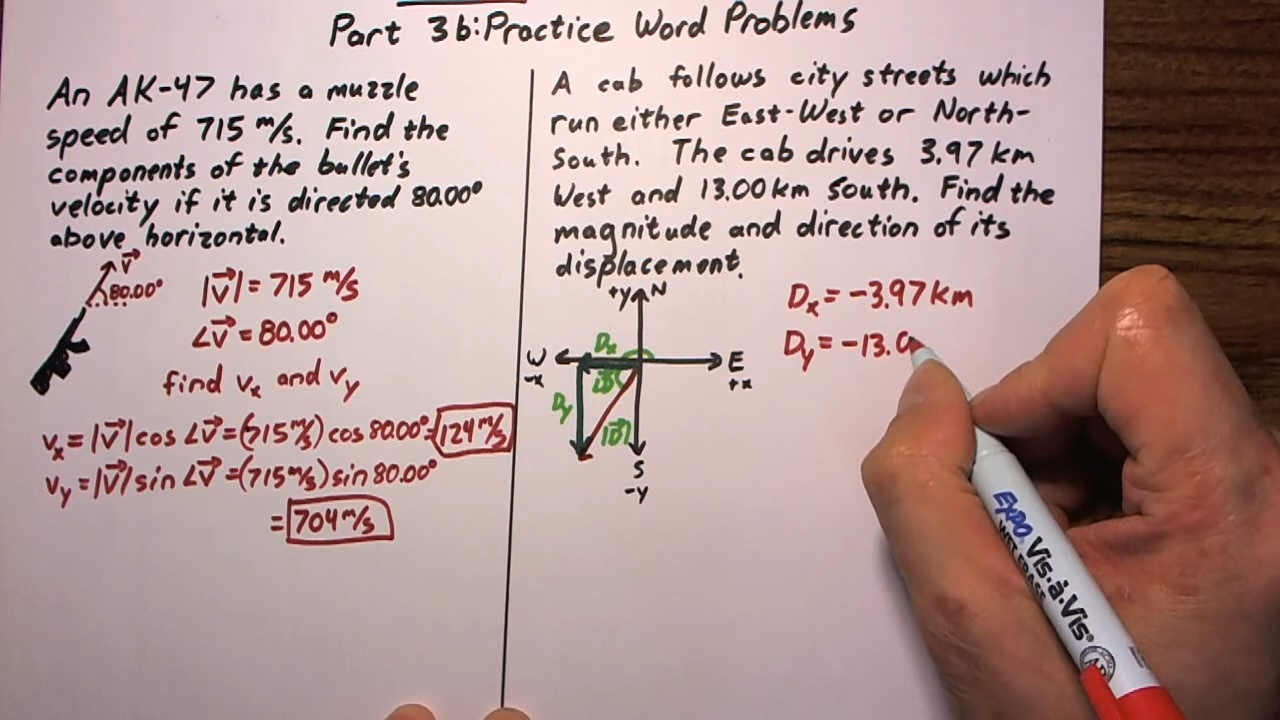 Part 3b: Practice Word Problems
An AK-47 has a muzzle
speed of 715 m/s. Find the
components of the bullet's
velocity if it is directed 80.00°
above horizontal.
v⃗
80.00°
|v⃗| = 715 m/s
∠v⃗ = 80.00°
find vx and vy
vx = |v⃗| cos ∠v⃗ = (715 m/s) cos 80.00° = 124 m/s
vy = |v⃗| sin ∠v⃗ = (715 m/s) sin 80.00°
= 704 m/s
A cab follows city streets which
run either East-West or North-
South. The cab drives 3.97 km
West and 13.00 km South. Find the
magnitude and direction of its
displacement.
+y N
W
-x
E
+x
S
-y
Dx
∠D⃗
Dy
|D⃗|
Dx = -3.97 km
Dy = -13.0
EXPO Vis·à·Vis®
WET ERASE
AP